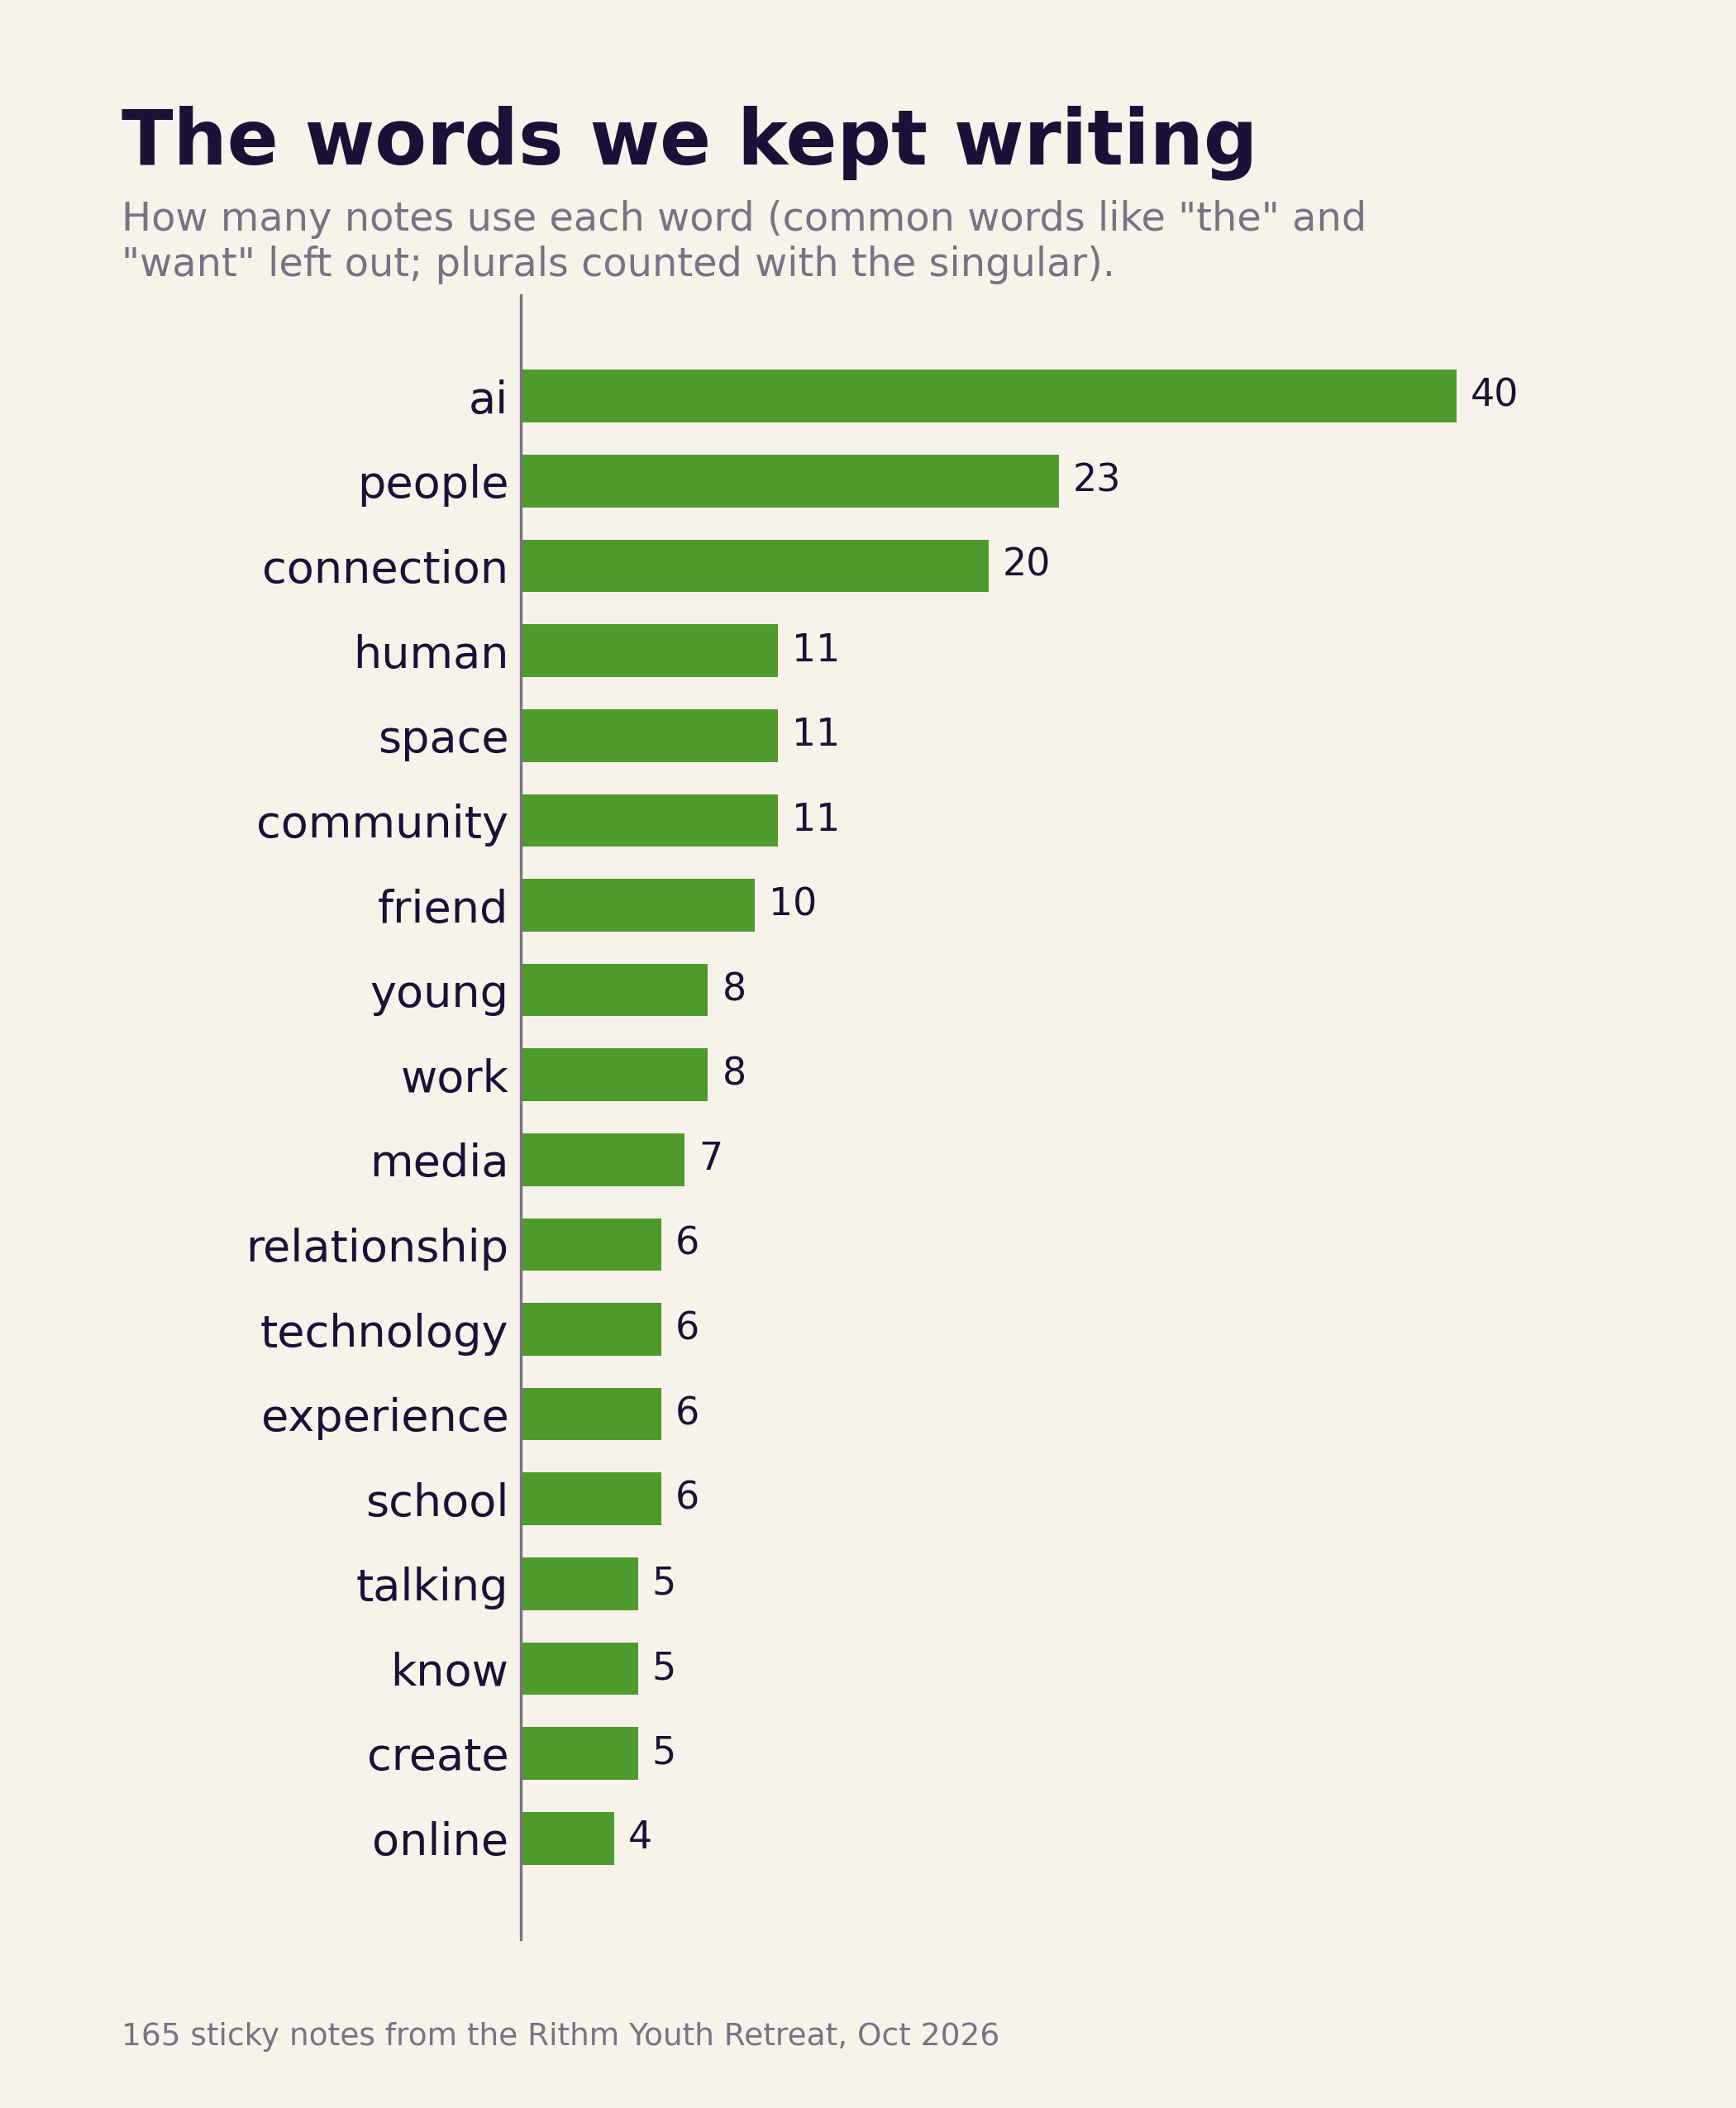 The words we kept writing
How many notes use each word (common words like "the" and
"want" left out; plurals counted with the singular).
ai 40
people 23
connection 20
human 11
space 11
community 11
friend 10
young 8
work 8
media 7
relationship 6
technology 6
experience 6
school 6
talking 5
know 5
create 5
online 4
165 sticky notes from the Rithm Youth Retreat, Oct 2026